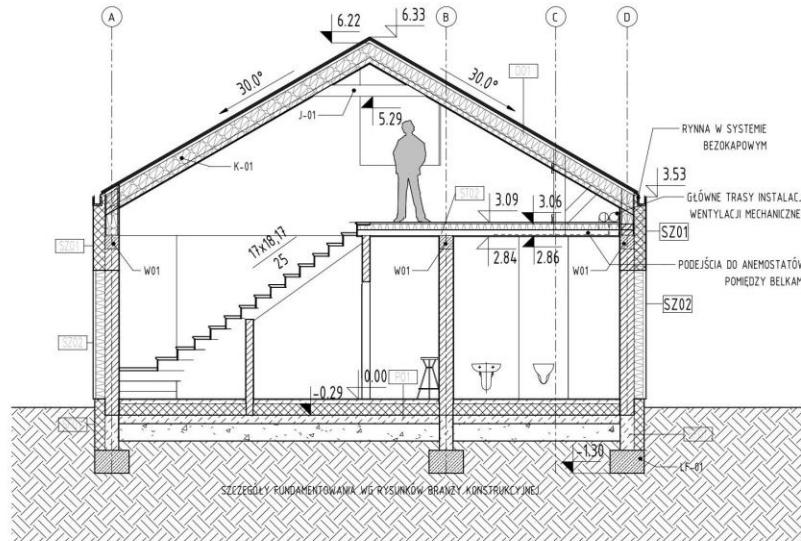 A
B
C
D
6.22
6.33
30.0°
30.0°
D01
J-01
5.29
K-01
RYNNA W SYSTEMIE
BEZOKAPOWYM
3.53
GŁÓWNE TRASY INSTALAC
WENTYLACJI MECHANICZNE
ST02
3.09
3.06
SZ01
SZ01
17x18,17
25
W01
W01
2.84
2.86
W01
PODEJŚCIA DO ANEMOSTATÓW
POMIĘDZY BELKAM
SZ02
SZ02
0.00
P01
-0.29
-1.30
LF-01
SZCZEGÓŁY FUNDAMENTOWANIA WG RYSUNKÓW BRANŻY KONSTRUKCYJNEJ